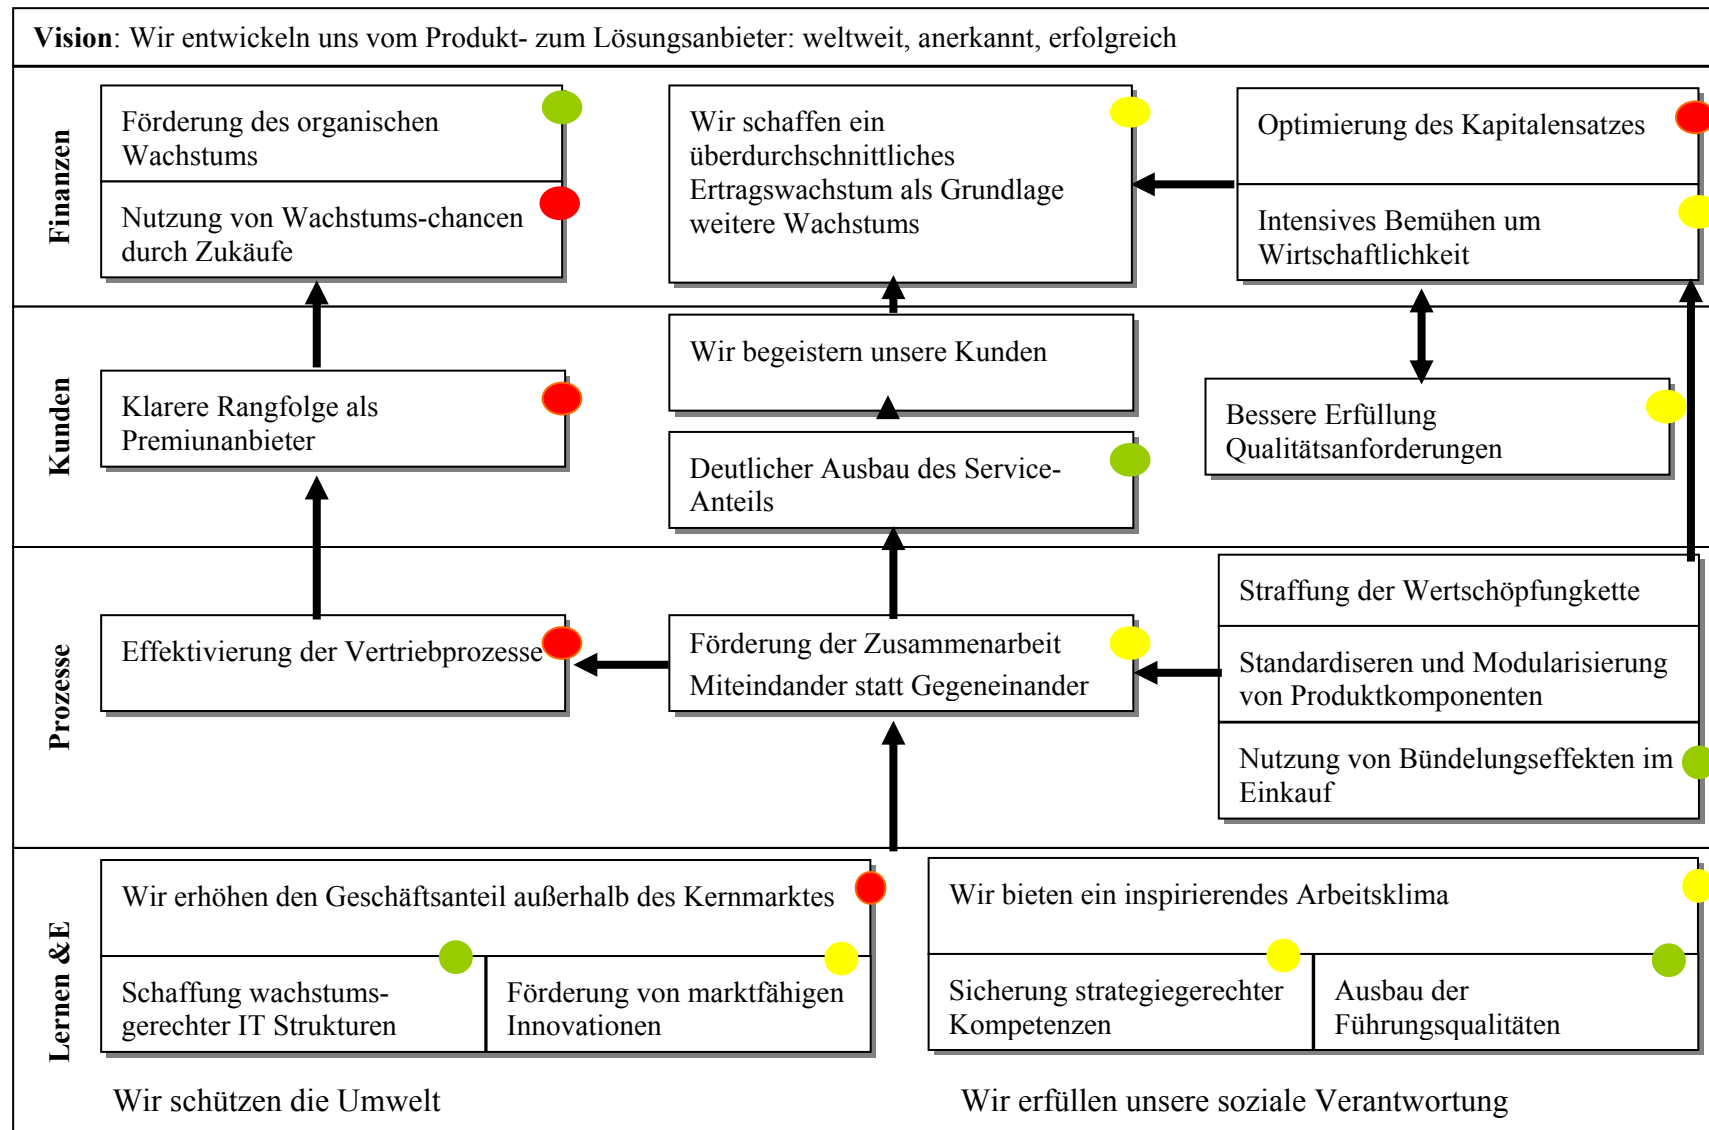 Vision: Wir entwickeln uns vom Produkt- zum Lösungsanbieter: weltweit, anerkannt, erfolgreich
Finanzen
Förderung des organischen
Wachstums
Nutzung von Wachstums-chancen
durch Zukäufe
Wir schaffen ein
überdurchschnittliches
Ertragswachstum als Grundlage
weitere Wachstums
Optimierung des Kapitalensatzes
Intensives Bemühen um
Wirtschaftlichkeit
Kunden
Klarere Rangfolge als
Premiunanbieter
Wir begeistern unsere Kunden
Deutlicher Ausbau des Service-
Anteils
Bessere Erfüllung
Qualitätsanforderungen
Prozesse
Effektivierung der Vertriebprozesse
Förderung der Zusammenarbeit
Miteindander statt Gegeneinander
Straffung der Wertschöpfungkette
Standardiseren und Modularisierung
von Produktkomponenten
Nutzung von Bündelungseffekten im
Einkauf
Lernen &E
Wir erhöhen den Geschäftsanteil außerhalb des Kernmarktes
Schaffung wachstums-
gerechter IT Strukturen
Förderung von marktfähigen
Innovationen
Wir bieten ein inspirierendes Arbeitsklima
Sicherung strategiegerechter
Kompetenzen
Ausbau der
Führungsqualitäten
Wir schützen die Umwelt
Wir erfüllen unsere soziale Verantwortung